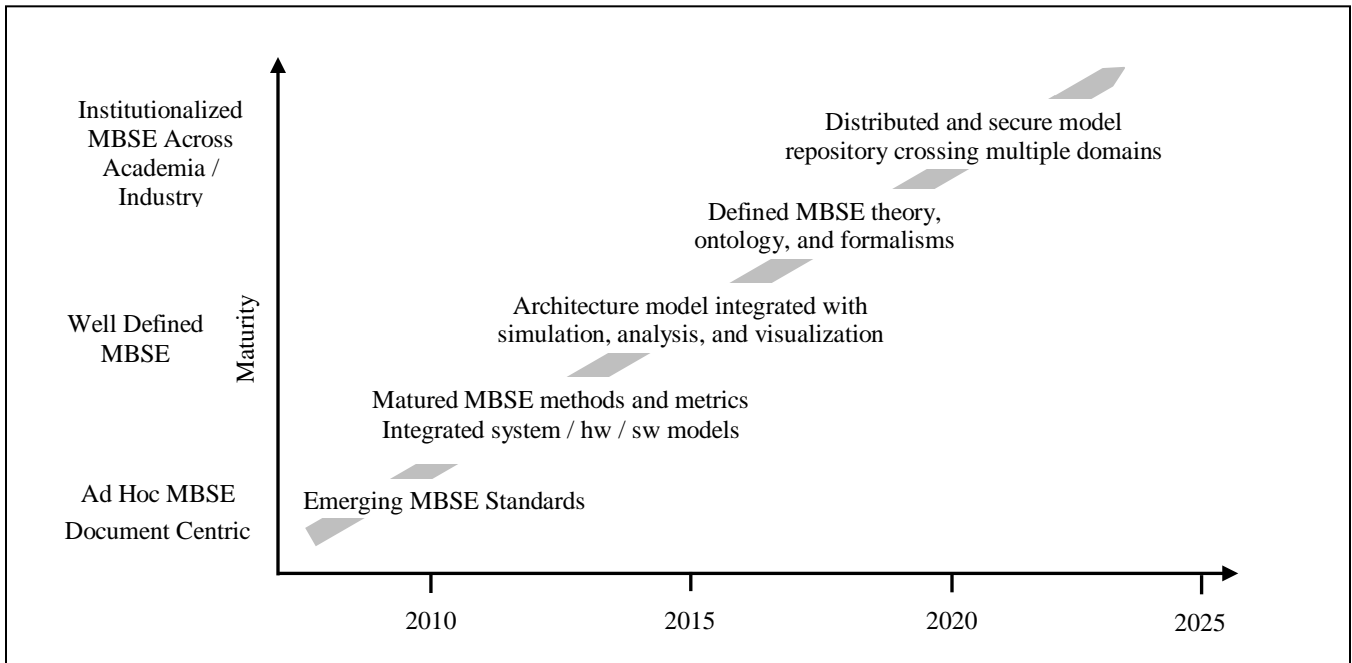 Institutionalized
MBSE Across
Academia /
Industry
Well Defined
MBSE
Ad Hoc MBSE
Document Centric
Maturity
Distributed and secure model
repository crossing multiple domains
Defined MBSE theory,
ontology, and formalisms
Architecture model integrated with
simulation, analysis, and visualization
Matured MBSE methods and metrics
Integrated system / hw / sw models
Emerging MBSE Standards
2010
2015
2020
2025